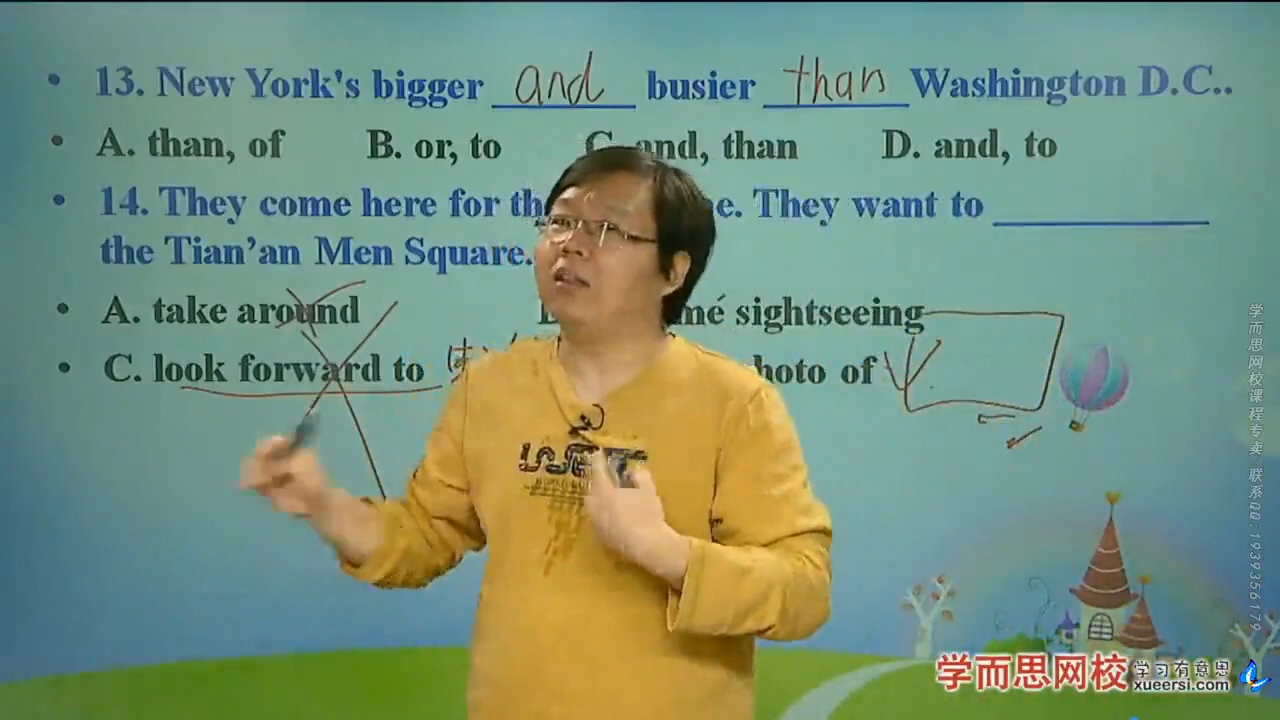 • 13. New York's bigger and busier than Washington D.C..
• A. than, of B. or, to C. and, than D. and, to
• 14. They come here for th e. They want to ________
the Tian’an Men Square.
• A. take around mé sightseeing
• C. look forward to hoto of
学而思网校 学习有意思
xueersi.com
学而思网校课程专卖 联系QQ:1939356179